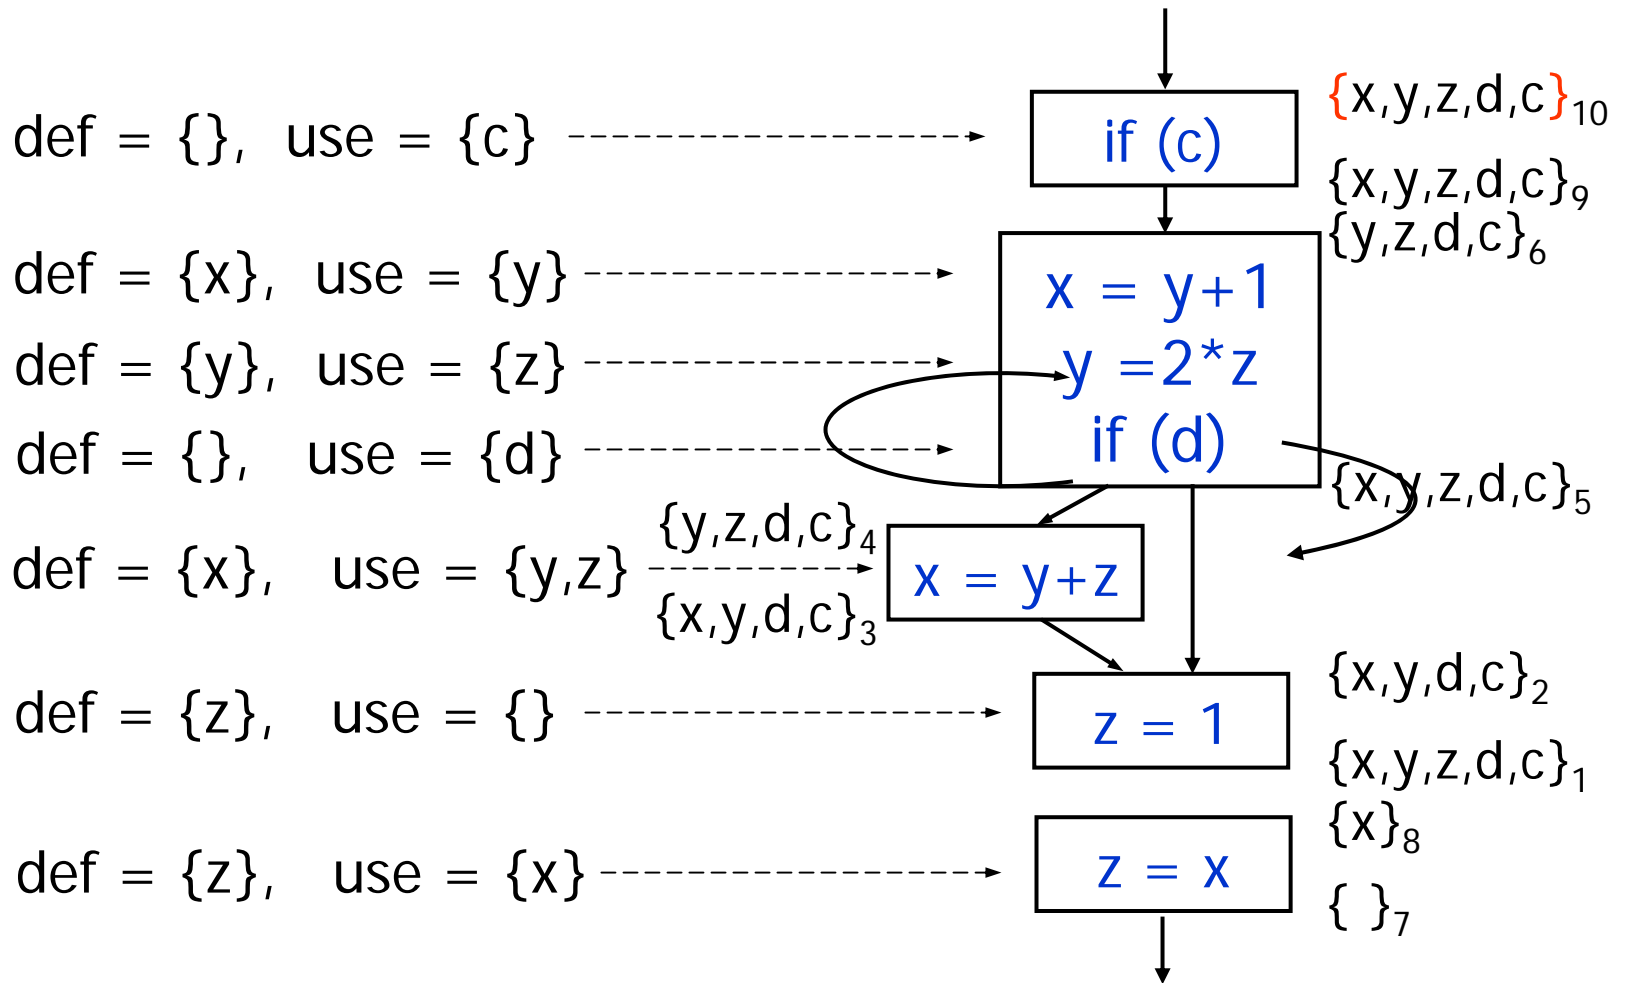 {x,y,z,d,c}10
def = {}, use = {c}
if (c)
{x,y,z,d,c}9
{y,z,d,c}6
def = {x}, use = {y}
x = y+1
def = {y}, use = {z}
y =2*z
def = {}, use = {d}
if (d)
{x,y,z,d,c}5
{y,z,d,c}4
def = {x}, use = {y,z}
x = y+z
{x,y,d,c}3
{x,y,d,c}2
def = {z}, use = {}
z = 1
{x,y,z,d,c}1
{x}8
def = {z}, use = {x}
z = x
{ }7